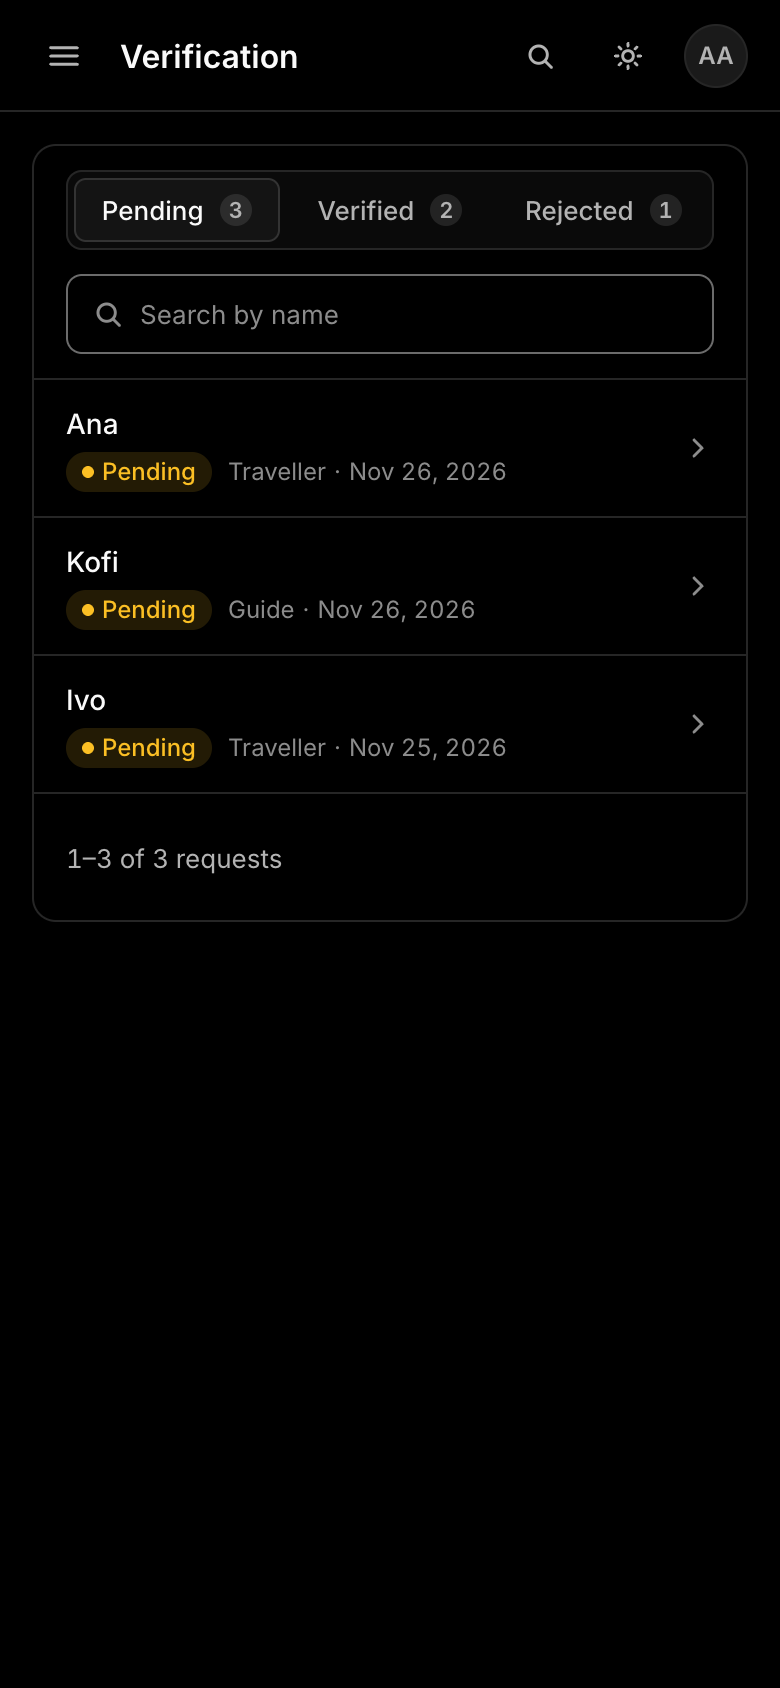 Verification
AA
Pending 3 Verified 2 Rejected 1
Search by name
Ana
Pending Traveller · Nov 26, 2026
Kofi
Pending Guide · Nov 26, 2026
Ivo
Pending Traveller · Nov 25, 2026
1–3 of 3 requests